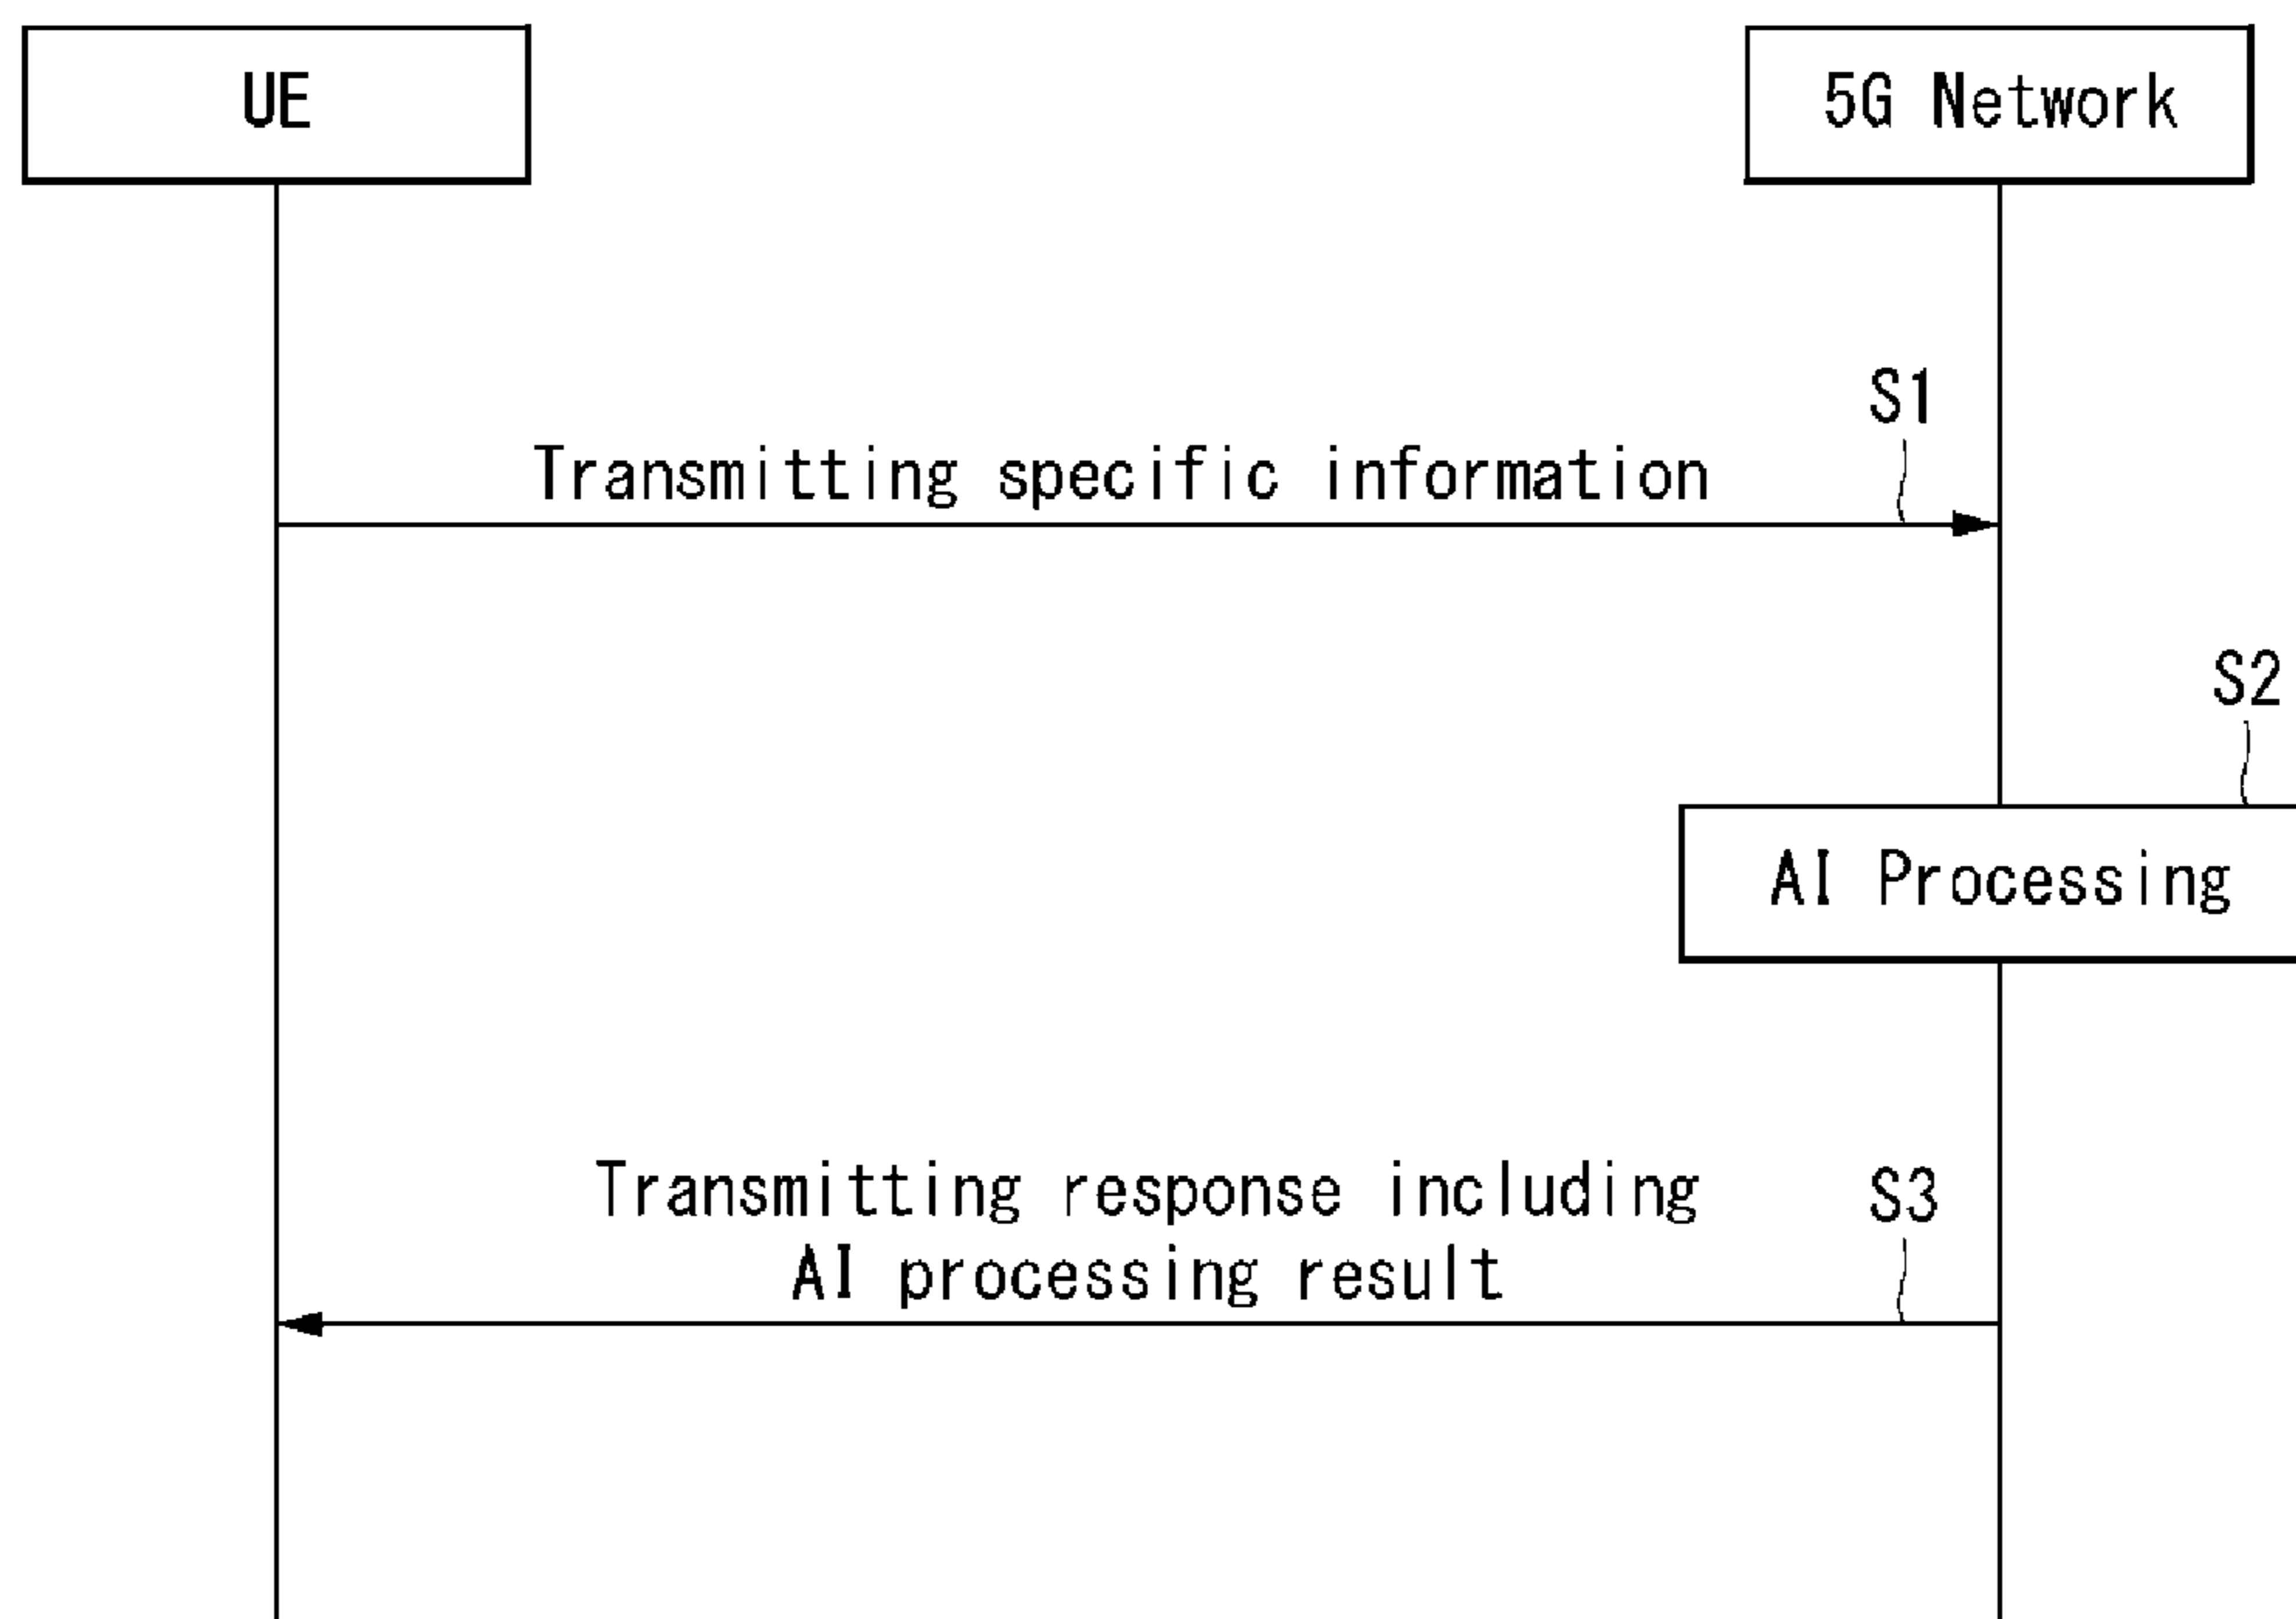 UE
5G Network
S1
Transmitting specific information
S2
AI Processing
Transmitting response including
S3
AI processing result